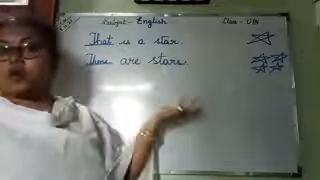 Subject - English
Class - UKG
That is a star.
These are stars.